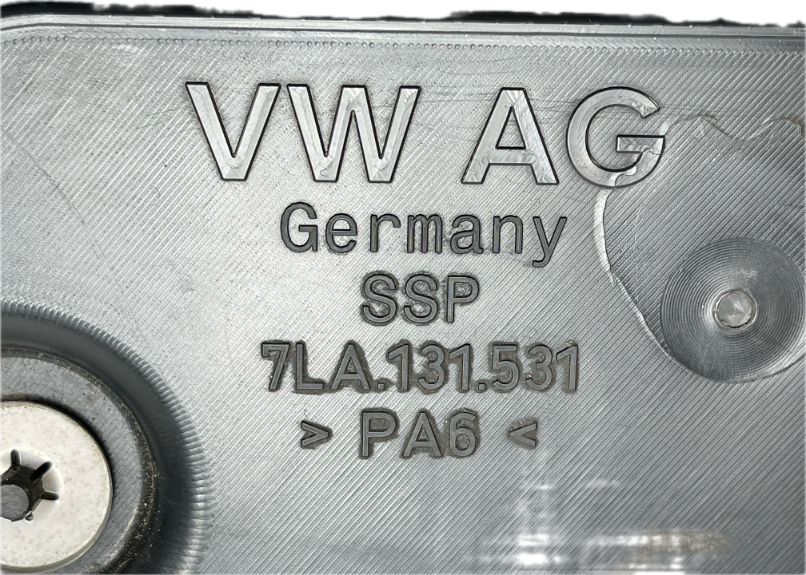 VW AG
Germany
SSP
7LA.131.531
> PA6 <